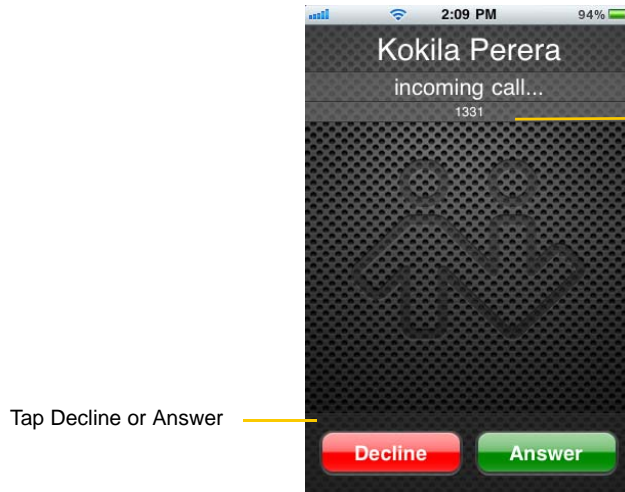 2:09 PM 94%
Kokila Perera
incoming call...
1331
Tap Decline or Answer
Decline Answer